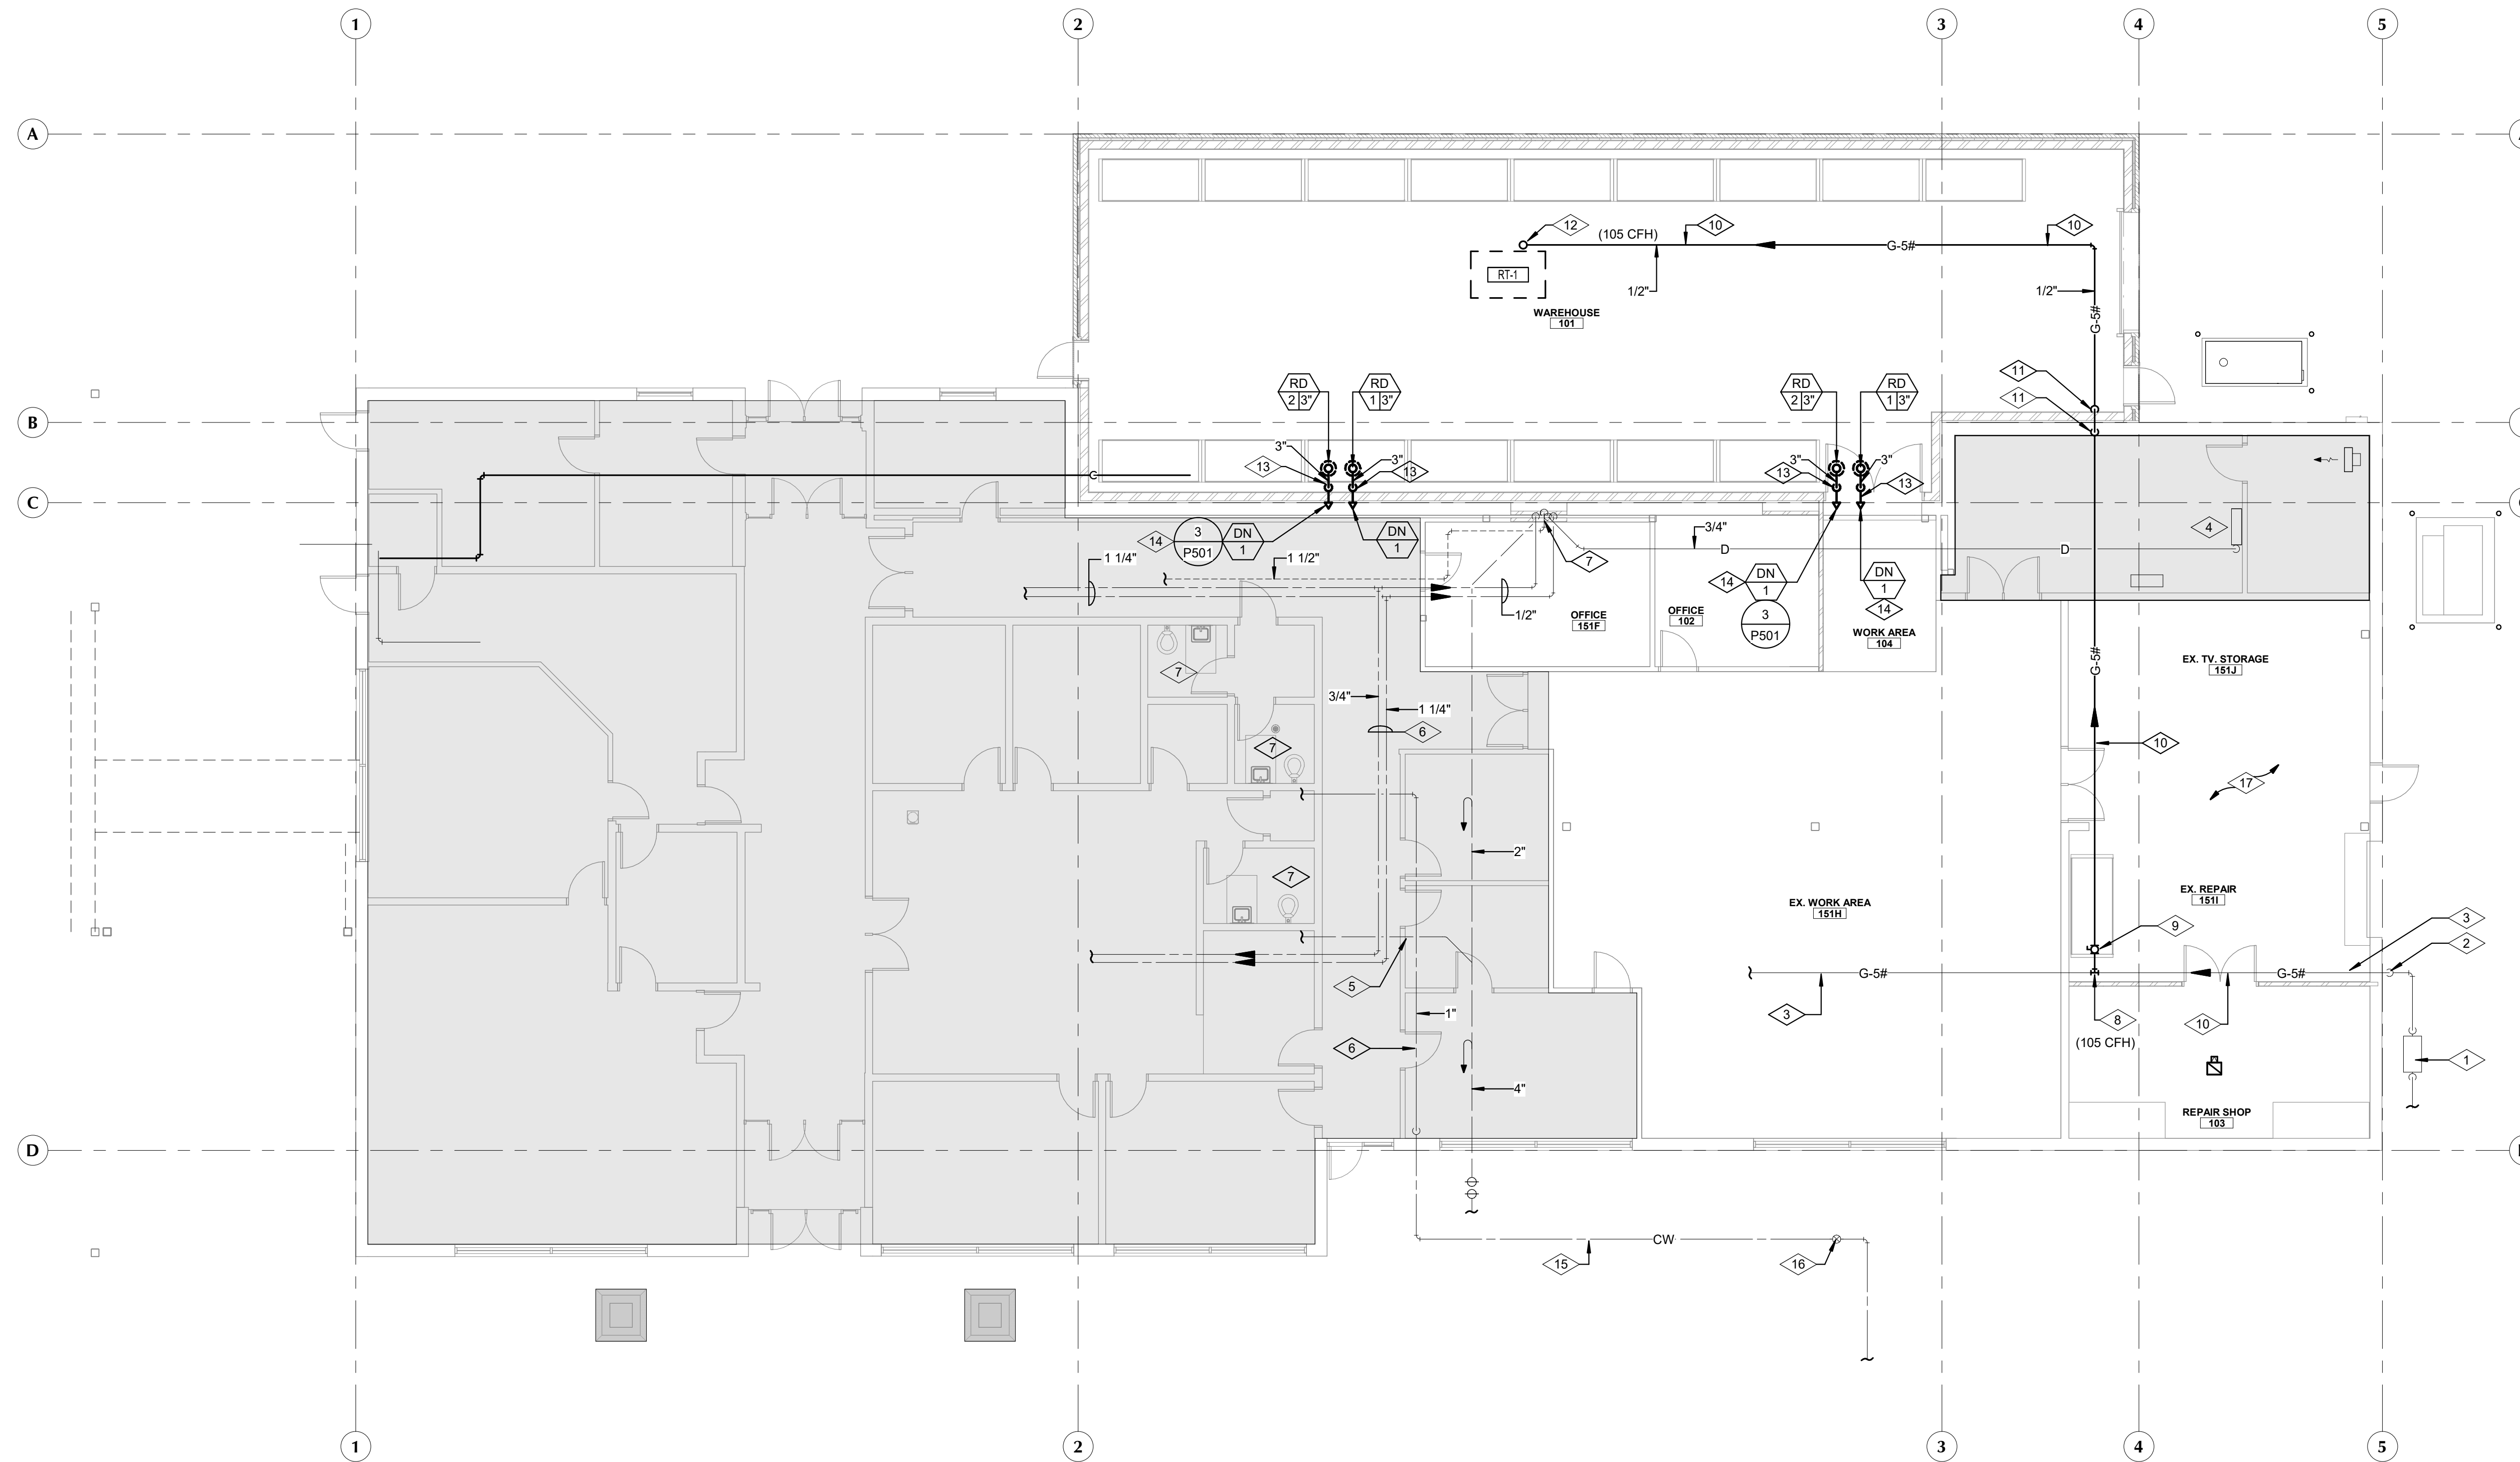 1
2
3
4
5
A
12
(105 CFH)
10
10
G-5#
RT-1
1/2"
1/2"
WAREHOUSE
101
G-5#
11
11
RD
2 3"
RD
1 3"
RD
2 3"
RD
1 3"
B
3"
3"
3"
3"
13
13
13
13
C
C
14
3
P501
DN
1
DN
1
3/4"
4
D
D
7
1 1/4"
1 1/2"
14
DN
1
DN
1
14
1/2"
OFFICE
151F
OFFICE
102
3
P501
WORK AREA
104
7
G-5#
EX. TV. STORAGE
151J
3/4"
1 1/4"
6
7
10
17
2"
7
EX. REPAIR
151I
EX. WORK AREA
151H
9
3
2
5
G-5#
G-5#
3
1"
8
10
(105 CFH)
6
1
4"
REPAIR SHOP
103
D
CW
15
16
1
2
3
4
5